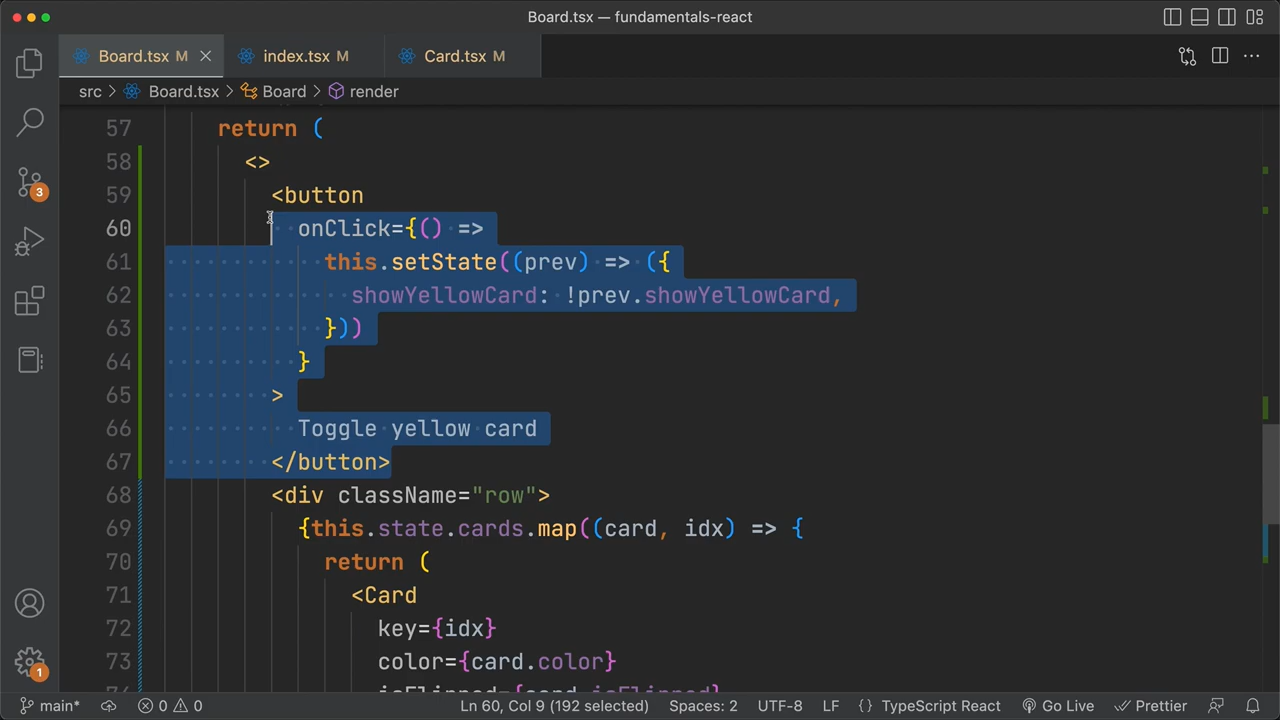 Board.tsx — fundamentals-react
Board.tsx M
index.tsx M
Card.tsx M
src > Board.tsx > Board > render
57 return (
58 <>
59 <button
60 onClick={() =>
61 this.setState((prev) => ({
62 showYellowCard: !prev.showYellowCard,
63 }))
64 }
65 >
66 Toggle yellow card
67 </button>
68 <div className="row">
69 {this.state.cards.map((card, idx) => {
70 return (
71 <Card
72 key={idx}
73 color={card.color}
74 isFlipped={card.isFlipped}
3
1
main*
0 0
Ln 60, Col 9 (192 selected)
Spaces: 2
UTF-8
LF
{} TypeScript React
Go Live
Prettier